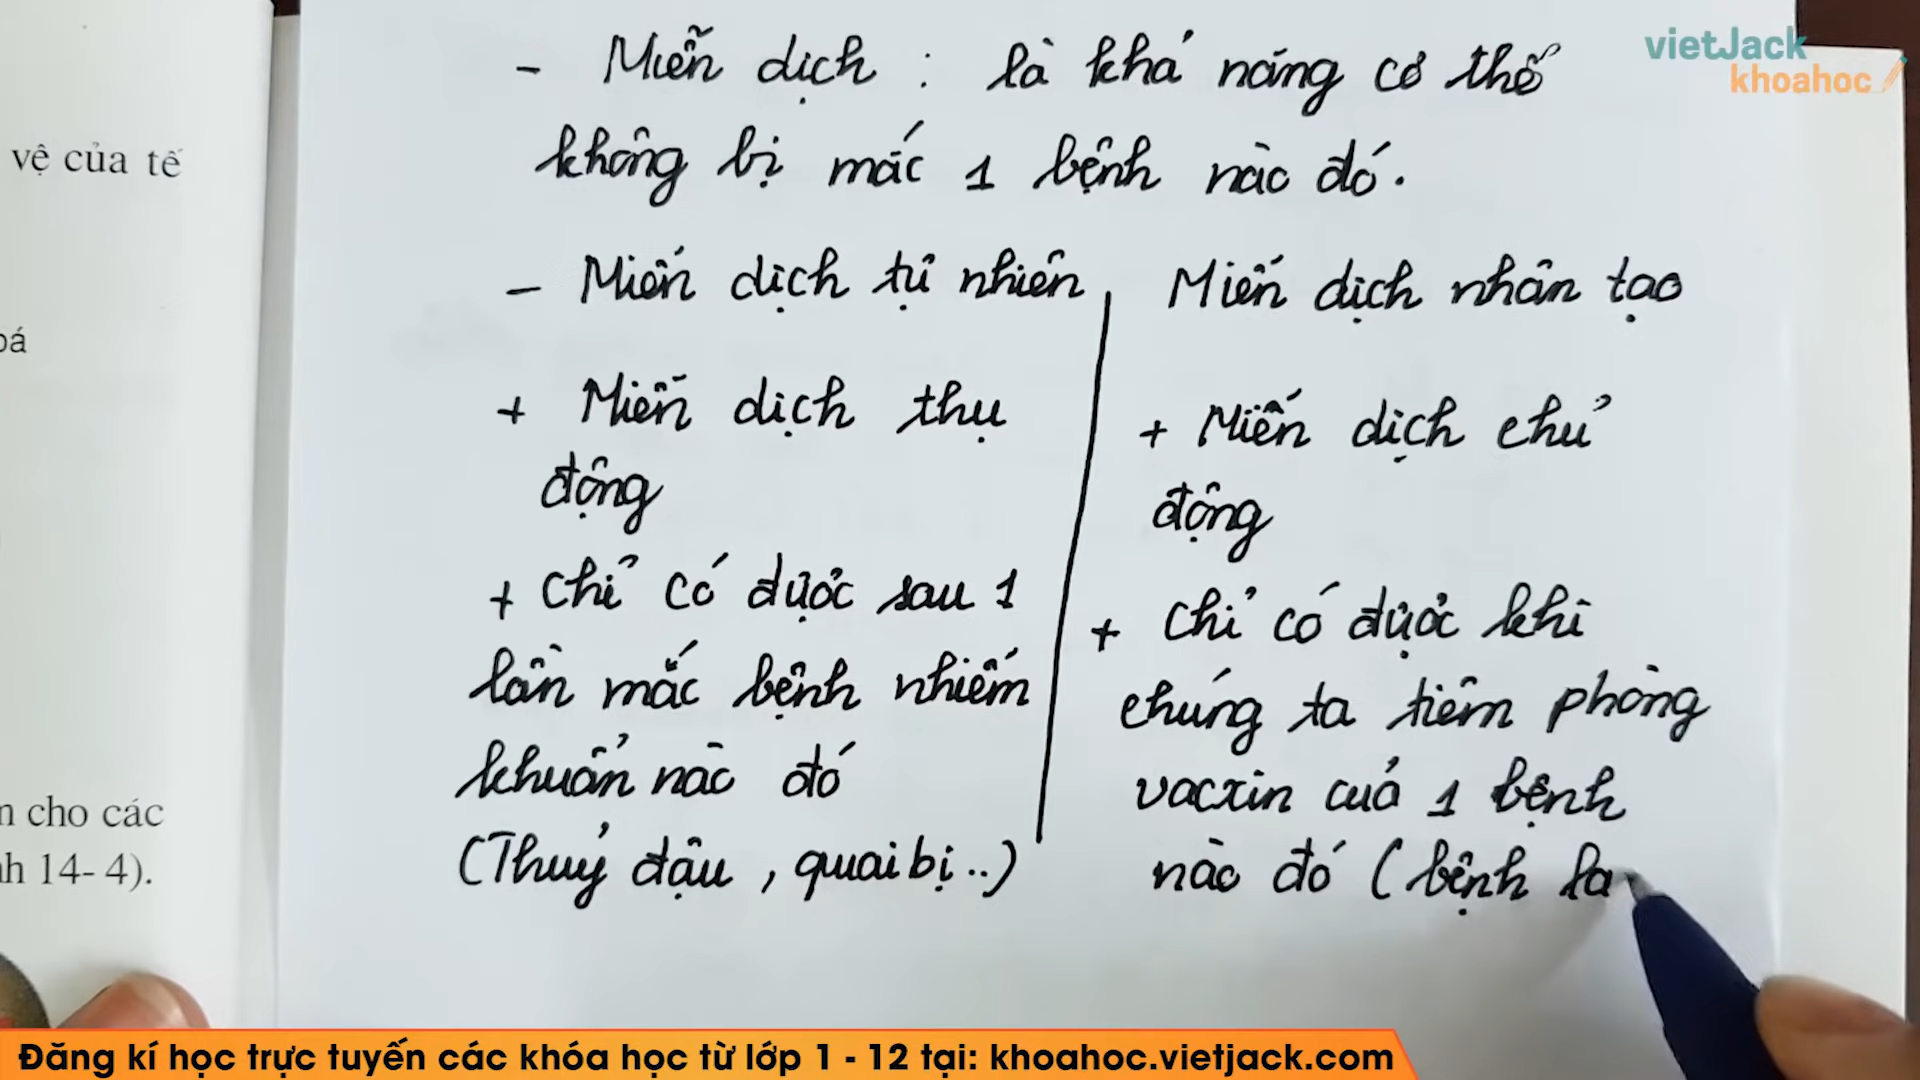 vietJack
khoahoc
- Miễn dịch : là khả năng cơ thể
không bị mắc 1 bệnh nào đó.
- Miễn dịch tự nhiên
+ Miễn dịch thụ
động
+ Chỉ có được sau 1
lần mắc bệnh nhiễm
khuẩn nào đó
(Thuỷ đậu , quai bị ..)
Miễn dịch nhân tạo
+ Miễn dịch chủ
động
+ Chỉ có được khi
chúng ta tiêm phòng
vacxin của 1 bệnh
nào đó ( bệnh la
vệ của tế
oá
m cho các
nh 14- 4).
Đăng kí học trực tuyến các khóa học từ lớp 1 - 12 tại: khoahoc.vietjack.com